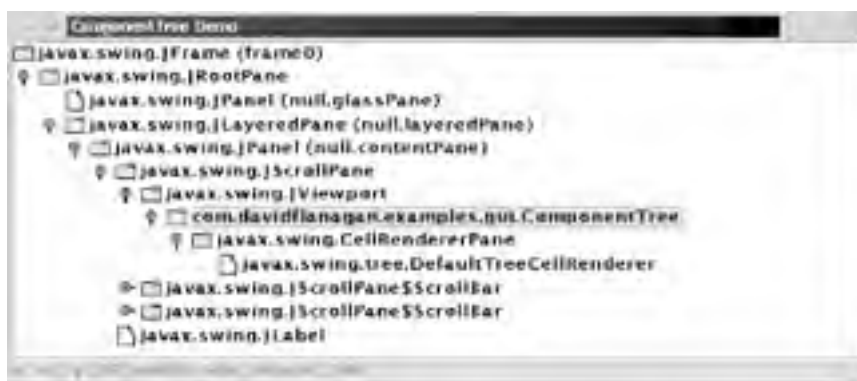 Component Tree Demo
javax.swing.JFrame (frame0)
javax.swing.JRootPane
javax.swing.JPanel (null.glassPane)
javax.swing.JLayeredPane (null.layeredPane)
javax.swing.JPanel (null.contentPane)
javax.swing.JScrollPane
javax.swing.JViewport
com.davidflanagan.examples.gui.ComponentTree
javax.swing.CellRendererPane
javax.swing.tree.DefaultTreeCellRenderer
javax.swing.JScrollPane$ScrollBar
javax.swing.JScrollPane$ScrollBar
javax.swing.JLabel